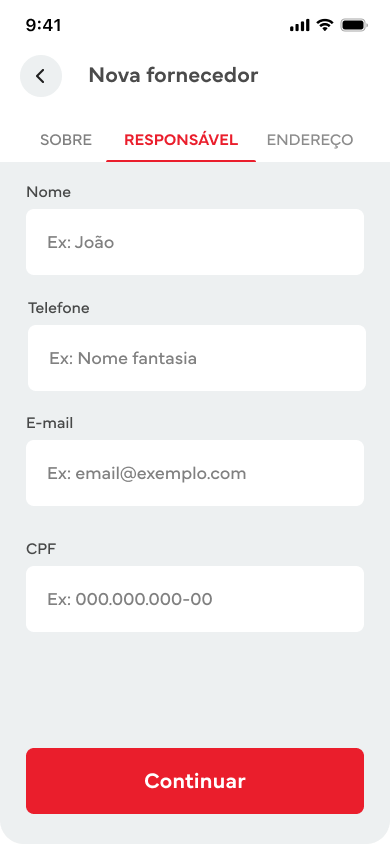 9:41
Nova fornecedor
SOBRE RESPONSÁVEL ENDEREÇO
Nome
Ex: João
Telefone
Ex: Nome fantasia
E-mail
Ex: email@exemplo.com
CPF
Ex: 000.000.000-00
Continuar